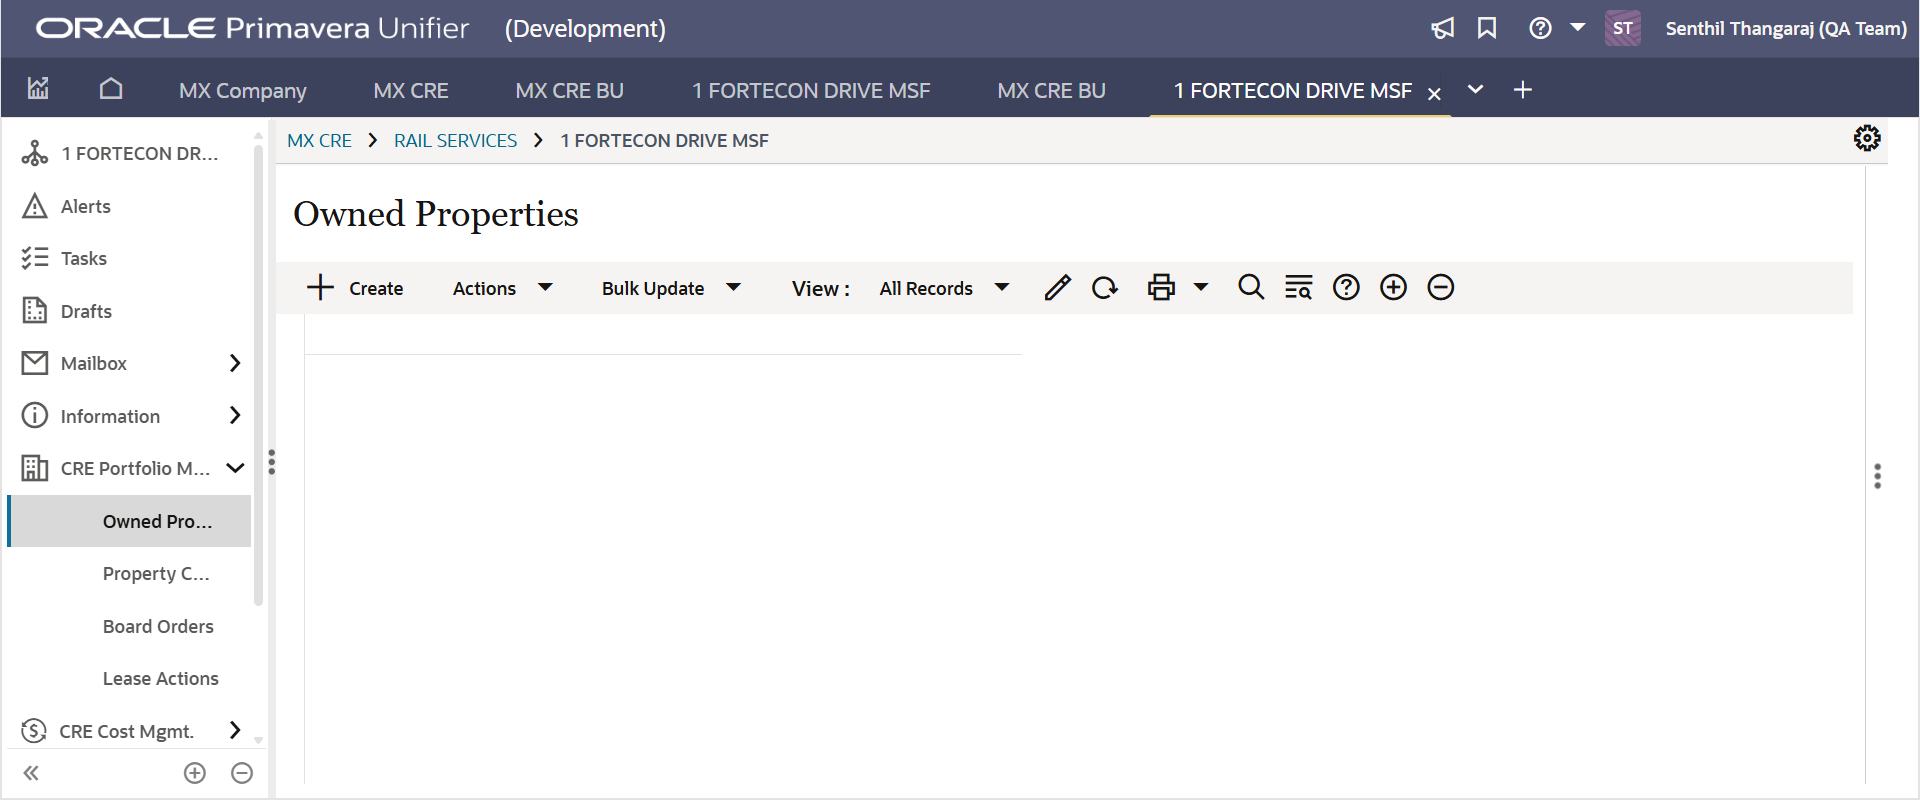 ORACLE Primavera Unifier (Development)
ST Senthil Thangaraj (QA Team)
MX Company MX CRE MX CRE BU 1 FORTECON DRIVE MSF MX CRE BU 1 FORTECON DRIVE MSF
1 FORTECON DR...
Alerts
Tasks
Drafts
Mailbox
Information
CRE Portfolio M...
Owned Pro...
Property C...
Board Orders
Lease Actions
CRE Cost Mgmt.
MX CRE RAIL SERVICES 1 FORTECON DRIVE MSF
Owned Properties
Create Actions Bulk Update View : All Records